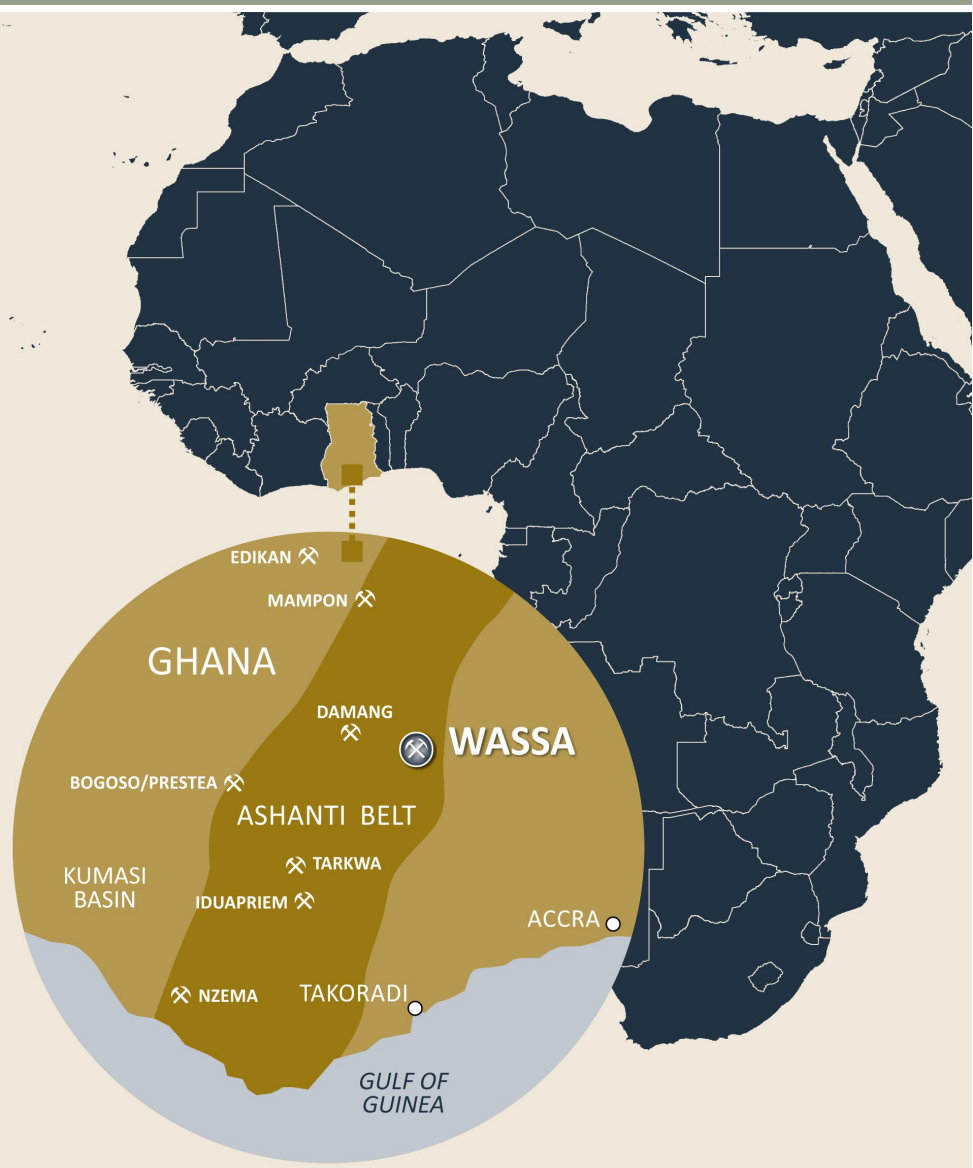 EDIKAN
MAMPON
GHANA
DAMANG
WASSA
BOGOSO/PRESTEA
ASHANTI BELT
TARKWA
KUMASI
BASIN
IDUAPRIEM
ACCRA
NZEMA
TAKORADI
GULF OF
GUINEA